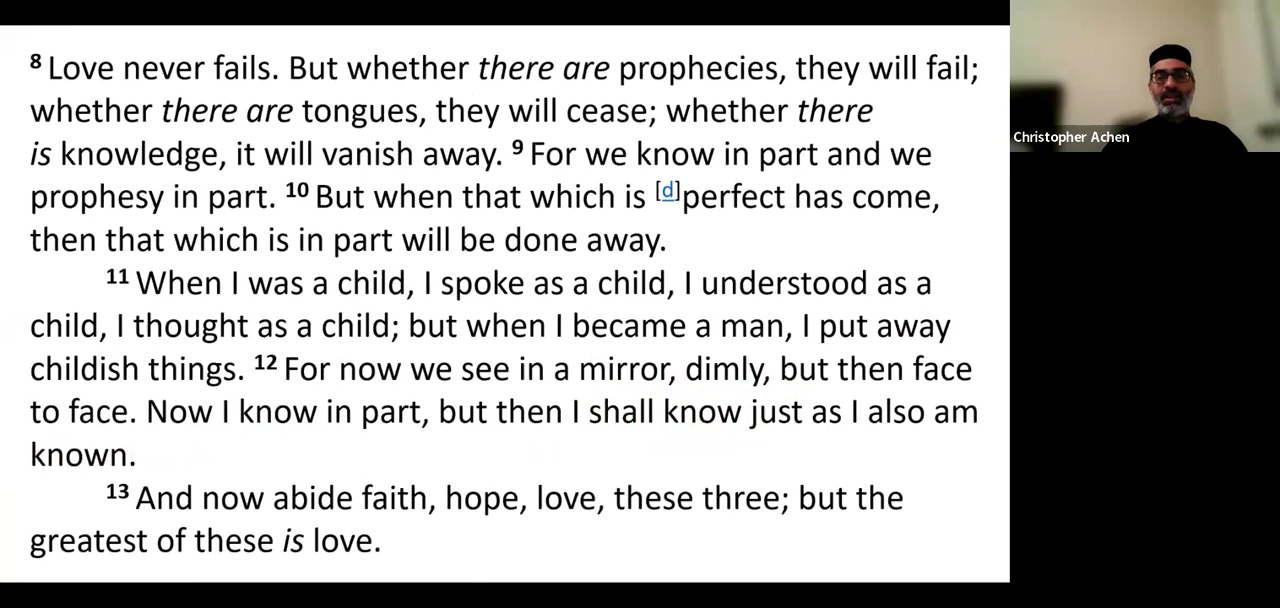 8 Love never fails. But whether there are prophecies, they will fail;
whether there are tongues, they will cease; whether there
is knowledge, it will vanish away. 9 For we know in part and we
prophesy in part. 10 But when that which is [d]perfect has come,
then that which is in part will be done away.
11 When I was a child, I spoke as a child, I understood as a
child, I thought as a child; but when I became a man, I put away
childish things. 12 For now we see in a mirror, dimly, but then face
to face. Now I know in part, but then I shall know just as I also am
known.
13 And now abide faith, hope, love, these three; but the
greatest of these is love.
Christopher Achen